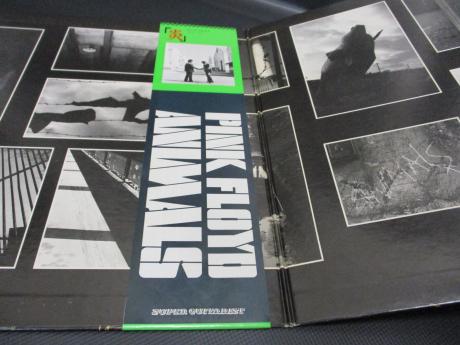 「炎」
PINK FLOYD
ANIMALS
SUPER GUITARIST